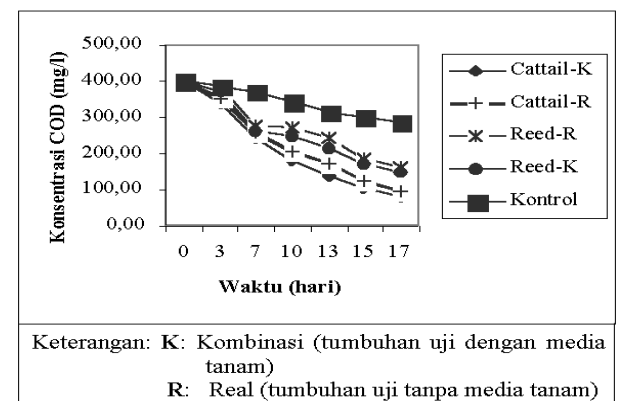 500,00
400,00
300,00
200,00
100,00
0,00
Konsentrasi COD (mg/l)
0 3 7 10 13 15 17
Waktu (hari)
Cattail-K
Cattail-R
Reed-R
Reed-K
Kontrol
Keterangan: K: Kombinasi (tumbuhan uji dengan media
tanam)
R: Real (tumbuhan uji tanpa media tanam)